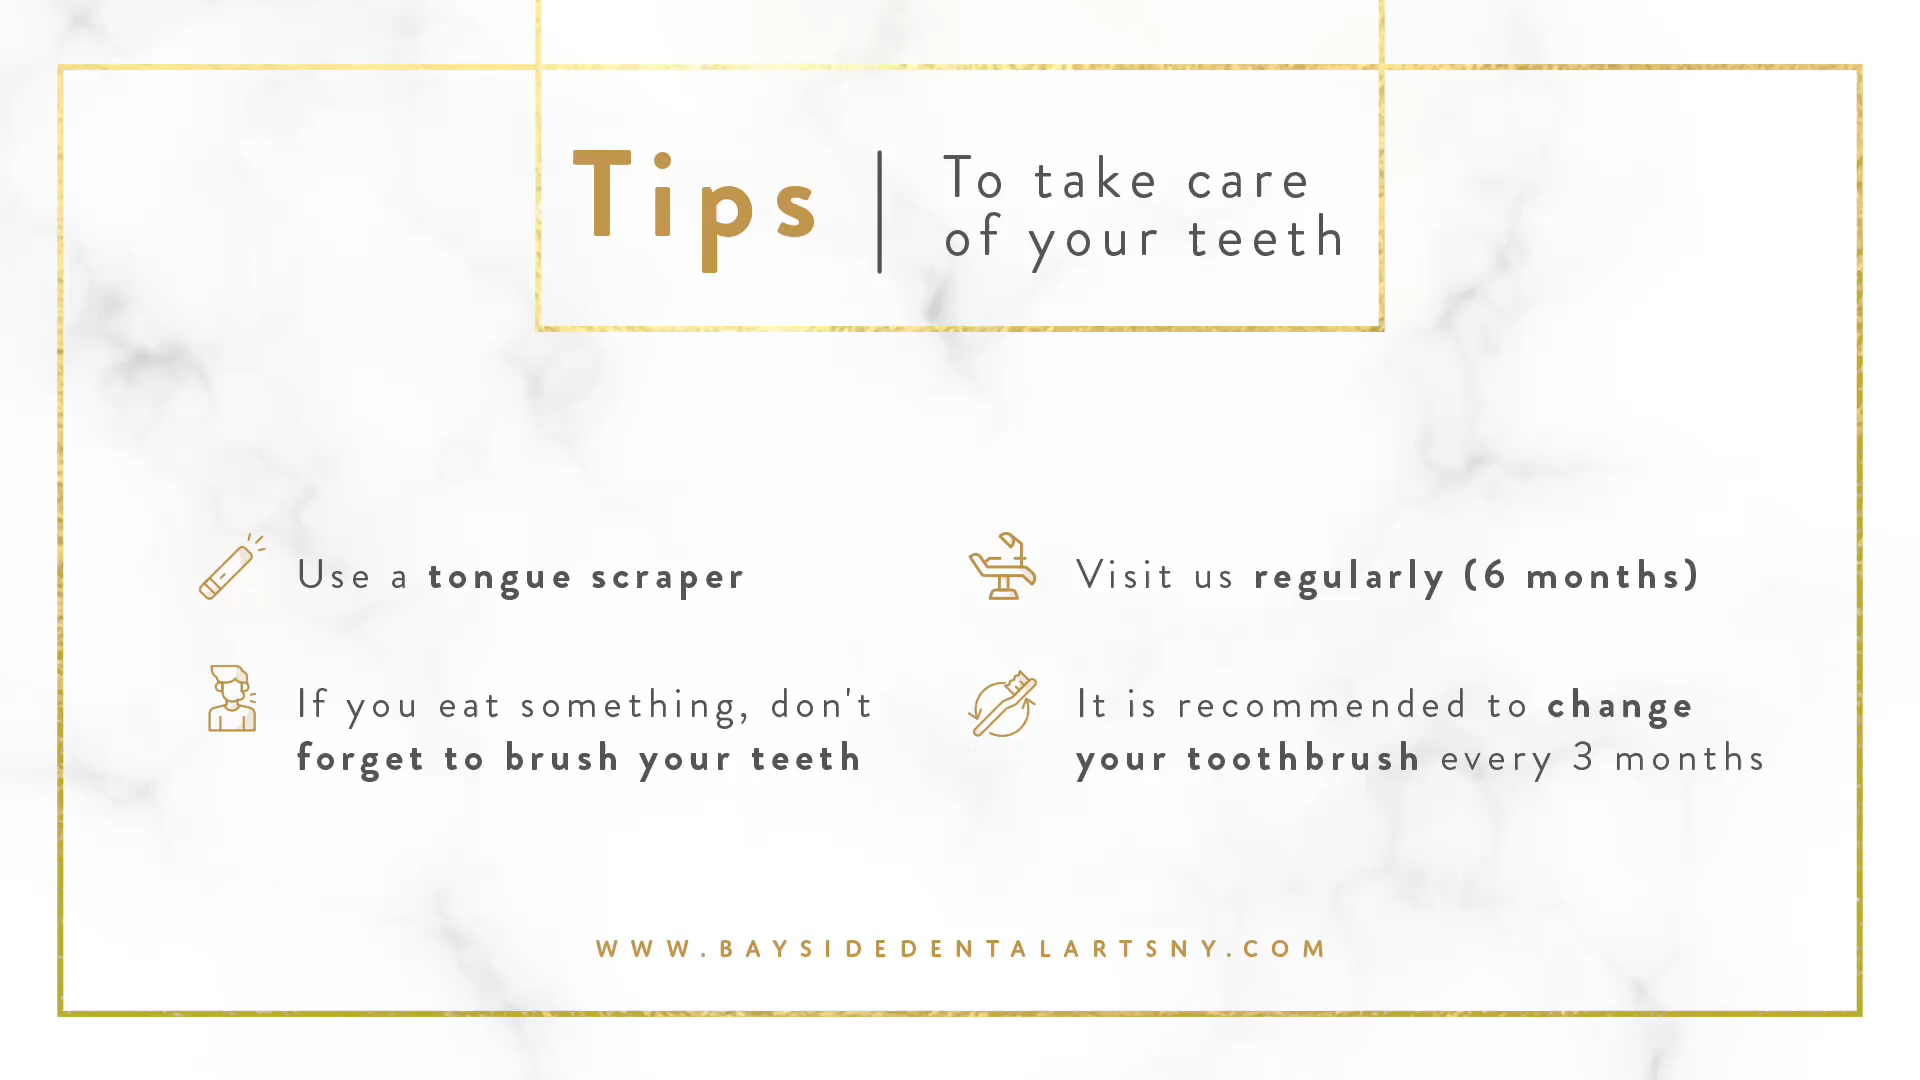 Tips
To take care
of your teeth
Use a tongue scraper
If you eat something, don't
forget to brush your teeth
Visit us regularly (6 months)
It is recommended to change
your toothbrush every 3 months
WWW.BAYSIDEDENTALARTSNY.COM